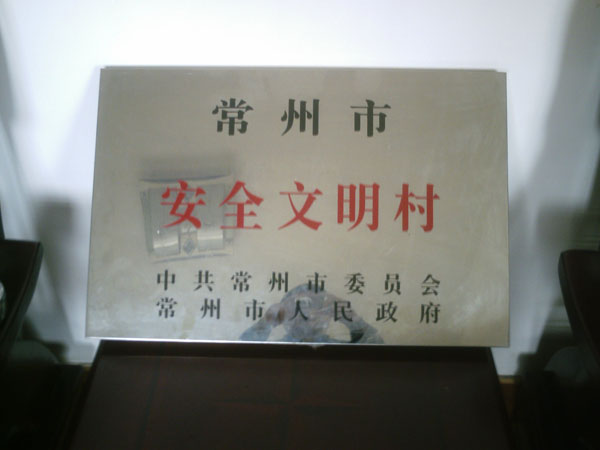 常州市
安全文明村
中共常州市委员会
常州市人民政府